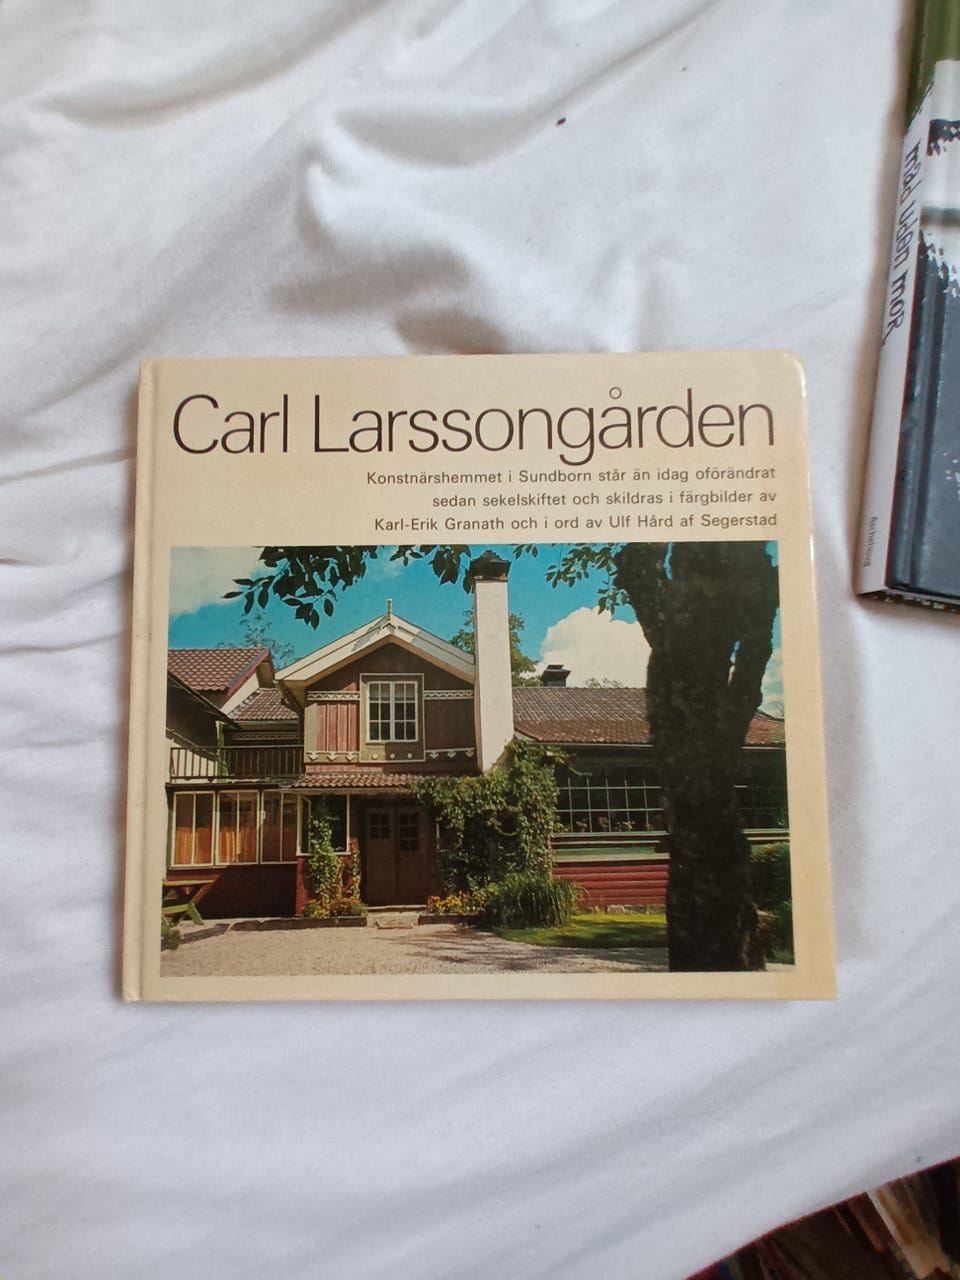 Carl Larssongården
Konstnärshemmet i Sundborn står än idag oförändrat
sedan sekelskiftet och skildras i färgbilder av
Karl-Erik Granath och i ord av Ulf Hård af Segerstad
mad uden mor